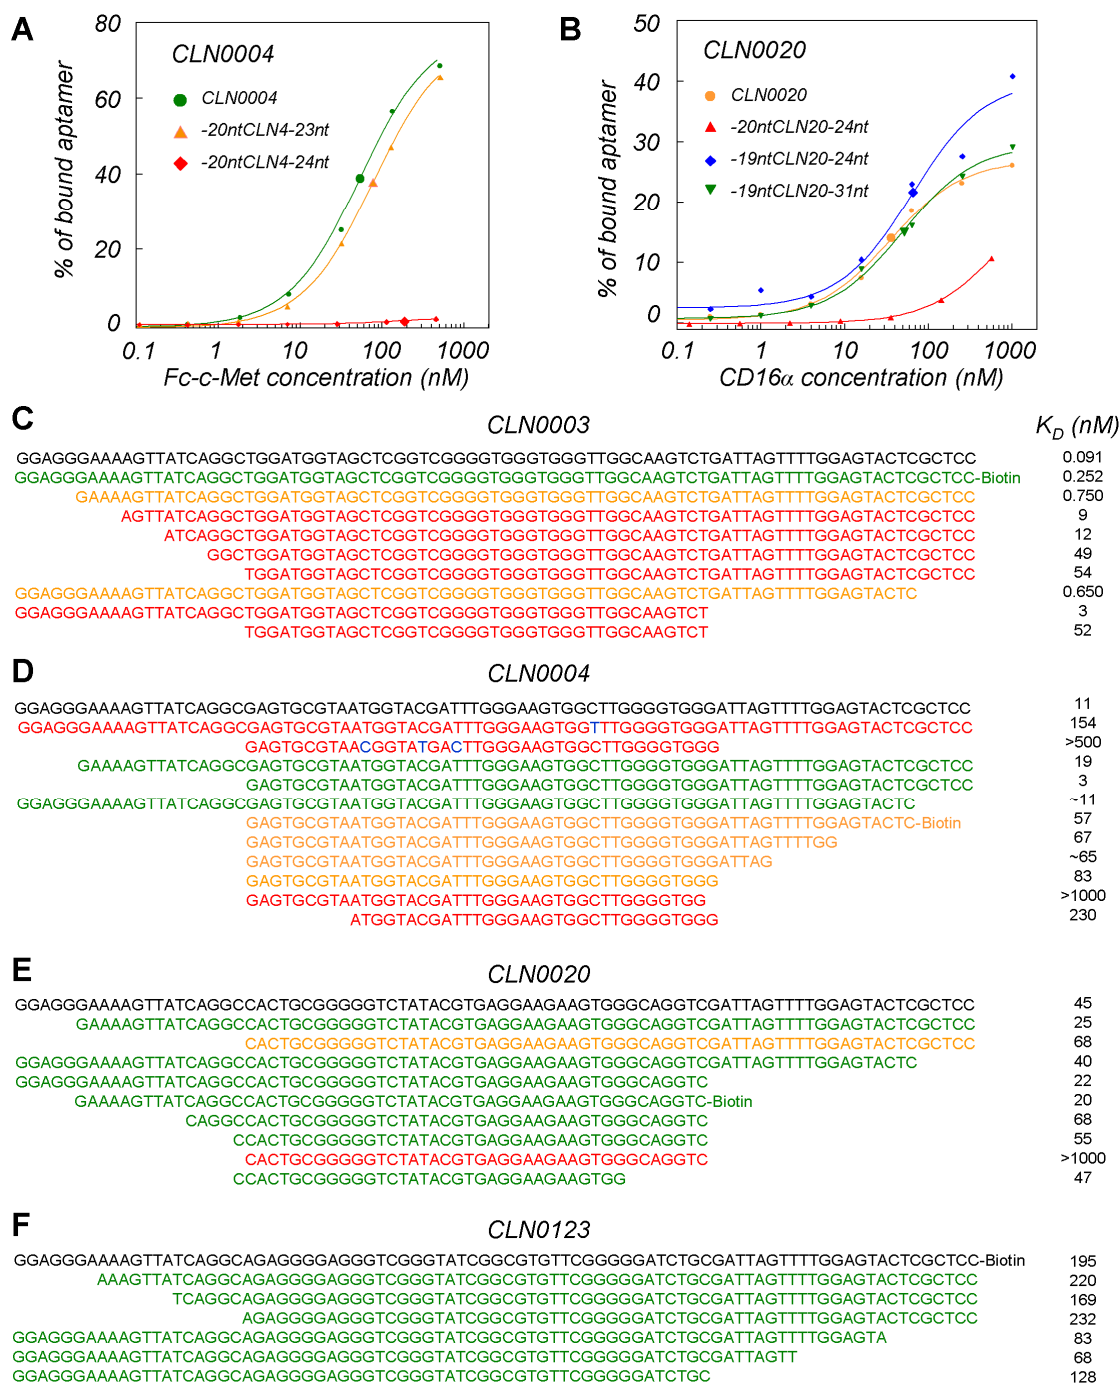 A
CLN0004
CLN0004
-20ntCLN4-23nt
-20ntCLN4-24nt
% of bound aptamer
80
60
40
20
0
0.1 1 10 100 1000
Fc-c-Met concentration (nM)
B
CLN0020
CLN0020
-20ntCLN20-24nt
-19ntCLN20-24nt
-19ntCLN20-31nt
% of bound aptamer
50
40
30
20
10
0
0.1 1 10 100 1000
CD16α concentration (nM)
C
CLN0003
K_D (nM)
GGAGGGAAAAGTTATCAGGCTGGATGGTAGCTCGGTCGGGGTGGGTGGGTTGGCAAGTCTGATTAGTTTTGGAGTACTCGCTCC 0.091
GGAGGGAAAAGTTATCAGGCTGGATGGTAGCTCGGTCGGGGTGGGTGGGTTGGCAAGTCTGATTAGTTTTGGAGTACTCGCTCC-Biotin 0.252
GAAAAGTTATCAGGCTGGATGGTAGCTCGGTCGGGGTGGGTGGGTTGGCAAGTCTGATTAGTTTTGGAGTACTCGCTCC 0.750
AGTTATCAGGCTGGATGGTAGCTCGGTCGGGGTGGGTGGGTTGGCAAGTCTGATTAGTTTTGGAGTACTCGCTCC 9
ATCAGGCTGGATGGTAGCTCGGTCGGGGTGGGTGGGTTGGCAAGTCTGATTAGTTTTGGAGTACTCGCTCC 12
GGCTGGATGGTAGCTCGGTCGGGGTGGGTGGGTTGGCAAGTCTGATTAGTTTTGGAGTACTCGCTCC 49
TGGATGGTAGCTCGGTCGGGGTGGGTGGGTTGGCAAGTCTGATTAGTTTTGGAGTACTCGCTCC 54
GGAGGGAAAAGTTATCAGGCTGGATGGTAGCTCGGTCGGGGTGGGTGGGTTGGCAAGTCTGATTAGTTTTGGAGTACTC 0.650
GGAGGGAAAAGTTATCAGGCTGGATGGTAGCTCGGTCGGGGTGGGTGGGTTGGCAAGTCT 3
TGGATGGTAGCTCGGTCGGGGTGGGTGGGTTGGCAAGTCT 52
D
CLN0004
GGAGGGAAAAGTTATCAGGCGAGTGCGTAATGGTACGATTTGGGAAGTGGCTTGGGGTGGGATTAGTTTTGGAGTACTCGCTCC 11
GGAGGGAAAAGTTATCAGGCGAGTGCGTAATGGTACGATTTGGGAAGTGGTTTGGGGTGGGATTAGTTTTGGAGTACTCGCTCC 154
GAGTGCGTAACGGTATGACTTGGGAAGTGGCTTGGGGTGGG >500
GAAAAGTTATCAGGCGAGTGCGTAATGGTACGATTTGGGAAGTGGCTTGGGGTGGGATTAGTTTTGGAGTACTCGCTCC 19
GAGTGCGTAATGGTACGATTTGGGAAGTGGCTTGGGGTGGGATTAGTTTTGGAGTACTCGCTCC 3
GGAGGGAAAAGTTATCAGGCGAGTGCGTAATGGTACGATTTGGGAAGTGGCTTGGGGTGGGATTAGTTTTGGAGTACTC ~11
GAGTGCGTAATGGTACGATTTGGGAAGTGGCTTGGGGTGGGATTAGTTTTGGAGTACTC-Biotin 57
GAGTGCGTAATGGTACGATTTGGGAAGTGGCTTGGGGTGGGATTAGTTTTGG 67
GAGTGCGTAATGGTACGATTTGGGAAGTGGCTTGGGGTGGGATTAG ~65
GAGTGCGTAATGGTACGATTTGGGAAGTGGCTTGGGGTGGG 83
GAGTGCGTAATGGTACGATTTGGGAAGTGGCTTGGGGTGG >1000
ATGGTACGATTTGGGAAGTGGCTTGGGGTGGG 230
E
CLN0020
GGAGGGAAAAGTTATCAGGCCACTGCGGGGGTCTATACGTGAGGAAGAAGTGGGCAGGTCGATTAGTTTTGGAGTACTCGCTCC 45
GAAAAGTTATCAGGCCACTGCGGGGGTCTATACGTGAGGAAGAAGTGGGCAGGTCGATTAGTTTTGGAGTACTCGCTCC 25
CACTGCGGGGGTCTATACGTGAGGAAGAAGTGGGCAGGTCGATTAGTTTTGGAGTACTCGCTCC 68
GGAGGGAAAAGTTATCAGGCCACTGCGGGGGTCTATACGTGAGGAAGAAGTGGGCAGGTCGATTAGTTTTGGAGTACTC 40
GGAGGGAAAAGTTATCAGGCCACTGCGGGGGTCTATACGTGAGGAAGAAGTGGGCAGGTC 22
GAAAAGTTATCAGGCCACTGCGGGGGTCTATACGTGAGGAAGAAGTGGGCAGGTC-Biotin 20
CAGGCCACTGCGGGGGTCTATACGTGAGGAAGAAGTGGGCAGGTC 68
CCACTGCGGGGGTCTATACGTGAGGAAGAAGTGGGCAGGTC 55
CACTGCGGGGGTCTATACGTGAGGAAGAAGTGGGCAGGTC >1000
CCACTGCGGGGGTCTATACGTGAGGAAGAAGTGG 47
F
CLN0123
GGAGGGAAAAGTTATCAGGCAGAGGGGAGGGTCGGGTATCGGCGTGTTCGGGGGATCTGCGATTAGTTTTGGAGTACTCGCTCC-Biotin 195
AAAGTTATCAGGCAGAGGGGAGGGTCGGGTATCGGCGTGTTCGGGGGATCTGCGATTAGTTTTGGAGTACTCGCTCC 220
TCAGGCAGAGGGGAGGGTCGGGTATCGGCGTGTTCGGGGGATCTGCGATTAGTTTTGGAGTACTCGCTCC 169
AGAGGGGAGGGTCGGGTATCGGCGTGTTCGGGGGATCTGCGATTAGTTTTGGAGTACTCGCTCC 232
GGAGGGAAAAGTTATCAGGCAGAGGGGAGGGTCGGGTATCGGCGTGTTCGGGGGATCTGCGATTAGTTTTGGAGTA 83
GGAGGGAAAAGTTATCAGGCAGAGGGGAGGGTCGGGTATCGGCGTGTTCGGGGGATCTGCGATTAGTT 68
GGAGGGAAAAGTTATCAGGCAGAGGGGAGGGTCGGGTATCGGCGTGTTCGGGGGATCTGC 128